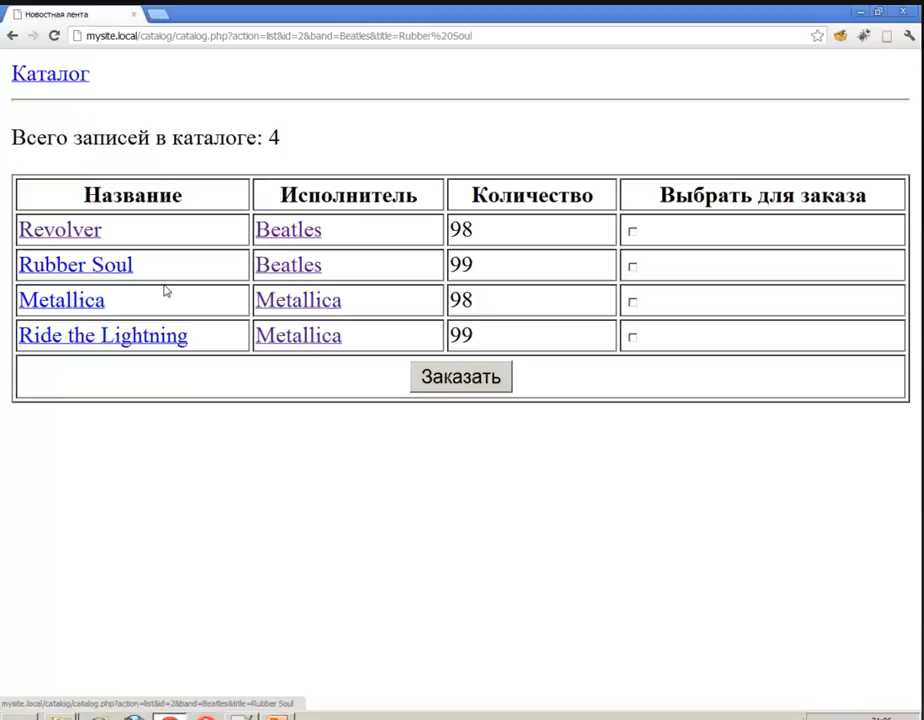 Новостная лента
mysite.local/catalog/catalog.php?action=list&id=2&band=Beatles&title=Rubber%20Soul
Каталог
Всего записей в каталоге: 4
Название Исполнитель Количество Выбрать для заказа
Revolver Beatles 98
Rubber Soul Beatles 99
Metallica Metallica 98
Ride the Lightning Metallica 99
Заказать
mysite.local/catalog/catalog.php?action=list&id=2&band=Beatles&title=Rubber Soul